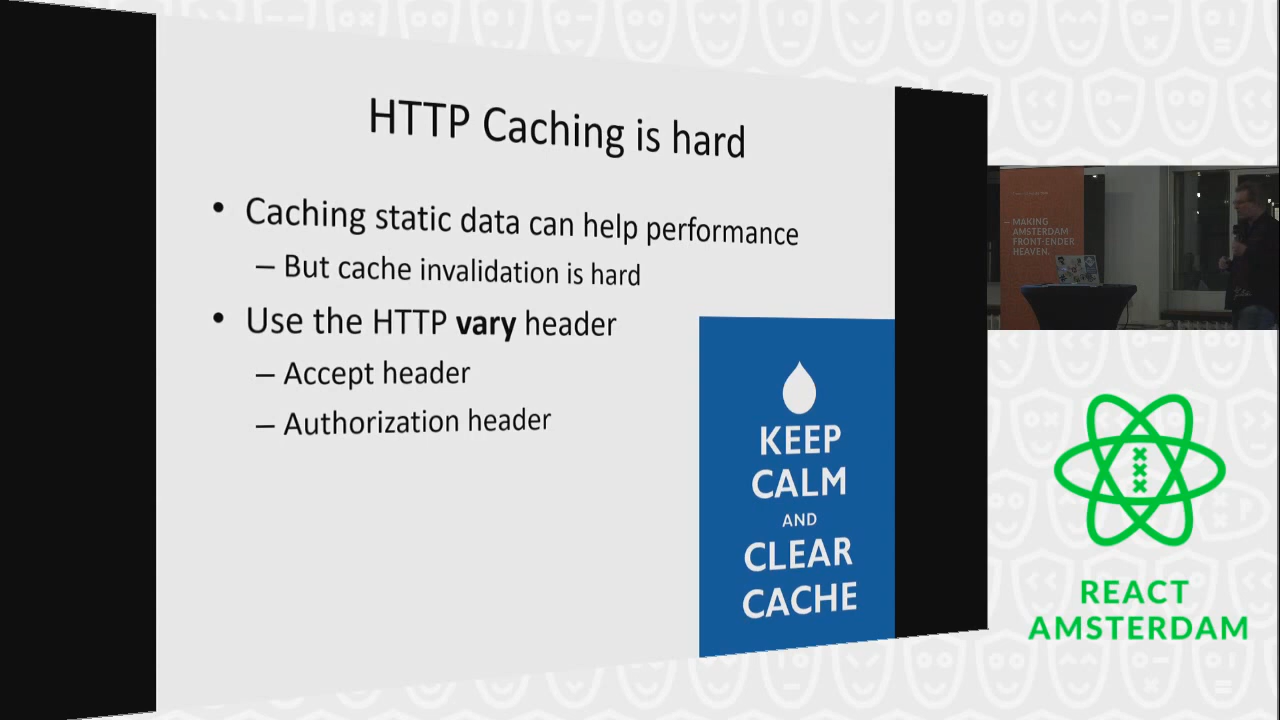 HTTP Caching is hard
• Caching static data can help performance
– But cache invalidation is hard
• Use the HTTP vary header
– Accept header
– Authorization header
KEEP
CALM
AND
CLEAR
CACHE
— MAKING
AMSTERDAM
FRONT-ENDER
HEAVEN.
REACT
AMSTERDAM